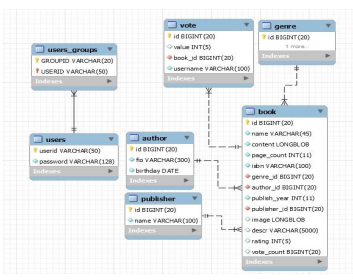 users_groups
GROUPID VARCHAR(20)
USERID VARCHAR(50)
Indexes
users
userid VARCHAR(50)
password VARCHAR(128)
Indexes
vote
id BIGINT(20)
value INT(5)
book_id BIGINT(20)
username VARCHAR(100)
Indexes
genre
id BIGINT(20)
1 more...
Indexes
author
id BIGINT(20)
fio VARCHAR(300)
birthday DATE
Indexes
publisher
id BIGINT(20)
name VARCHAR(100)
Indexes
book
id BIGINT(20)
name VARCHAR(45)
content LONGBLOB
page_count INT(11)
isbn VARCHAR(100)
genre_id BIGINT(20)
author_id BIGINT(20)
publish_year INT(11)
publisher_id BIGINT(20)
image LONGBLOB
descr VARCHAR(5000)
rating INT(5)
vote_count BIGINT(20)
Indexes